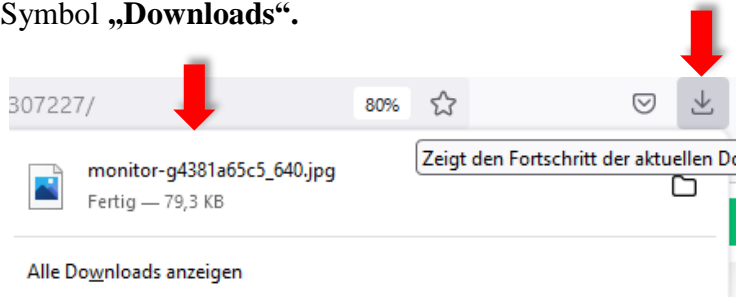 Symbol „Downloads“.
307227/ 80%
Zeigt den Fortschritt der aktuellen Do
monitor-g4381a65c5_640.jpg
Fertig — 79,3 KB
Alle Downloads anzeigen